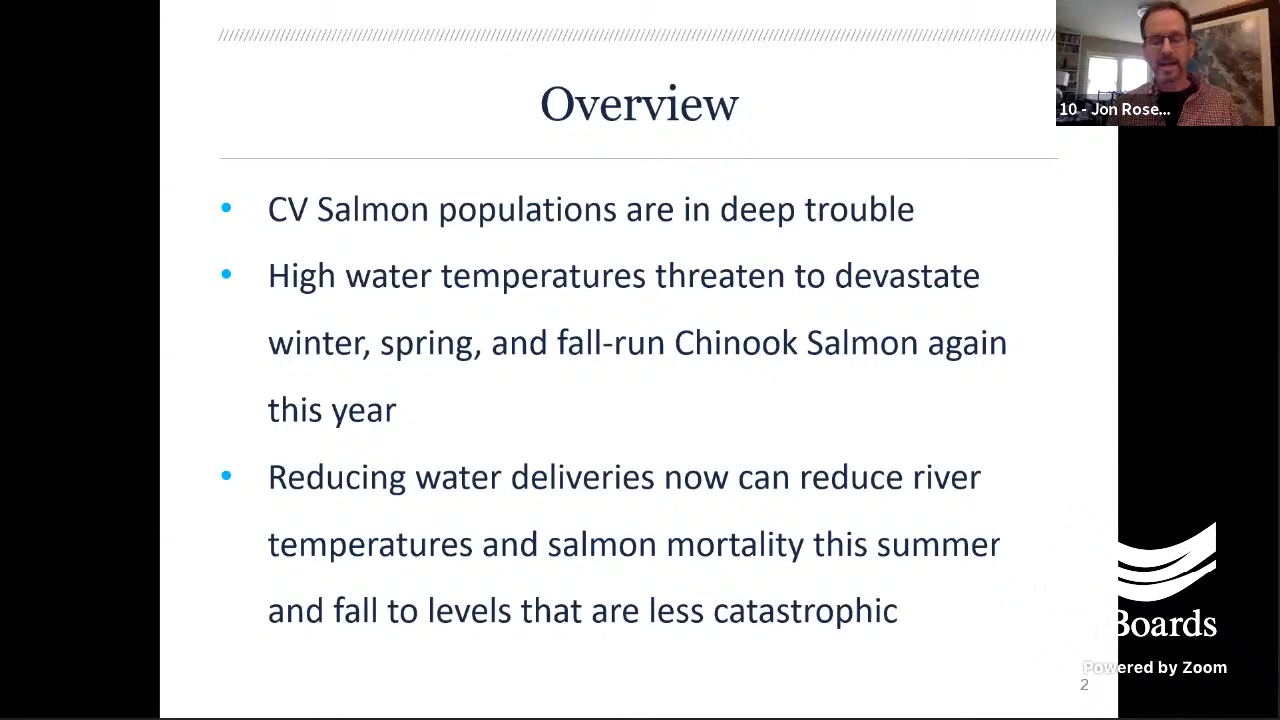 Overview
10 - Jon Rose...
• CV Salmon populations are in deep trouble
• High water temperatures threaten to devastate
winter, spring, and fall-run Chinook Salmon again
this year
• Reducing water deliveries now can reduce river
temperatures and salmon mortality this summer
and fall to levels that are less catastrophic
Boards
Powered by Zoom
2